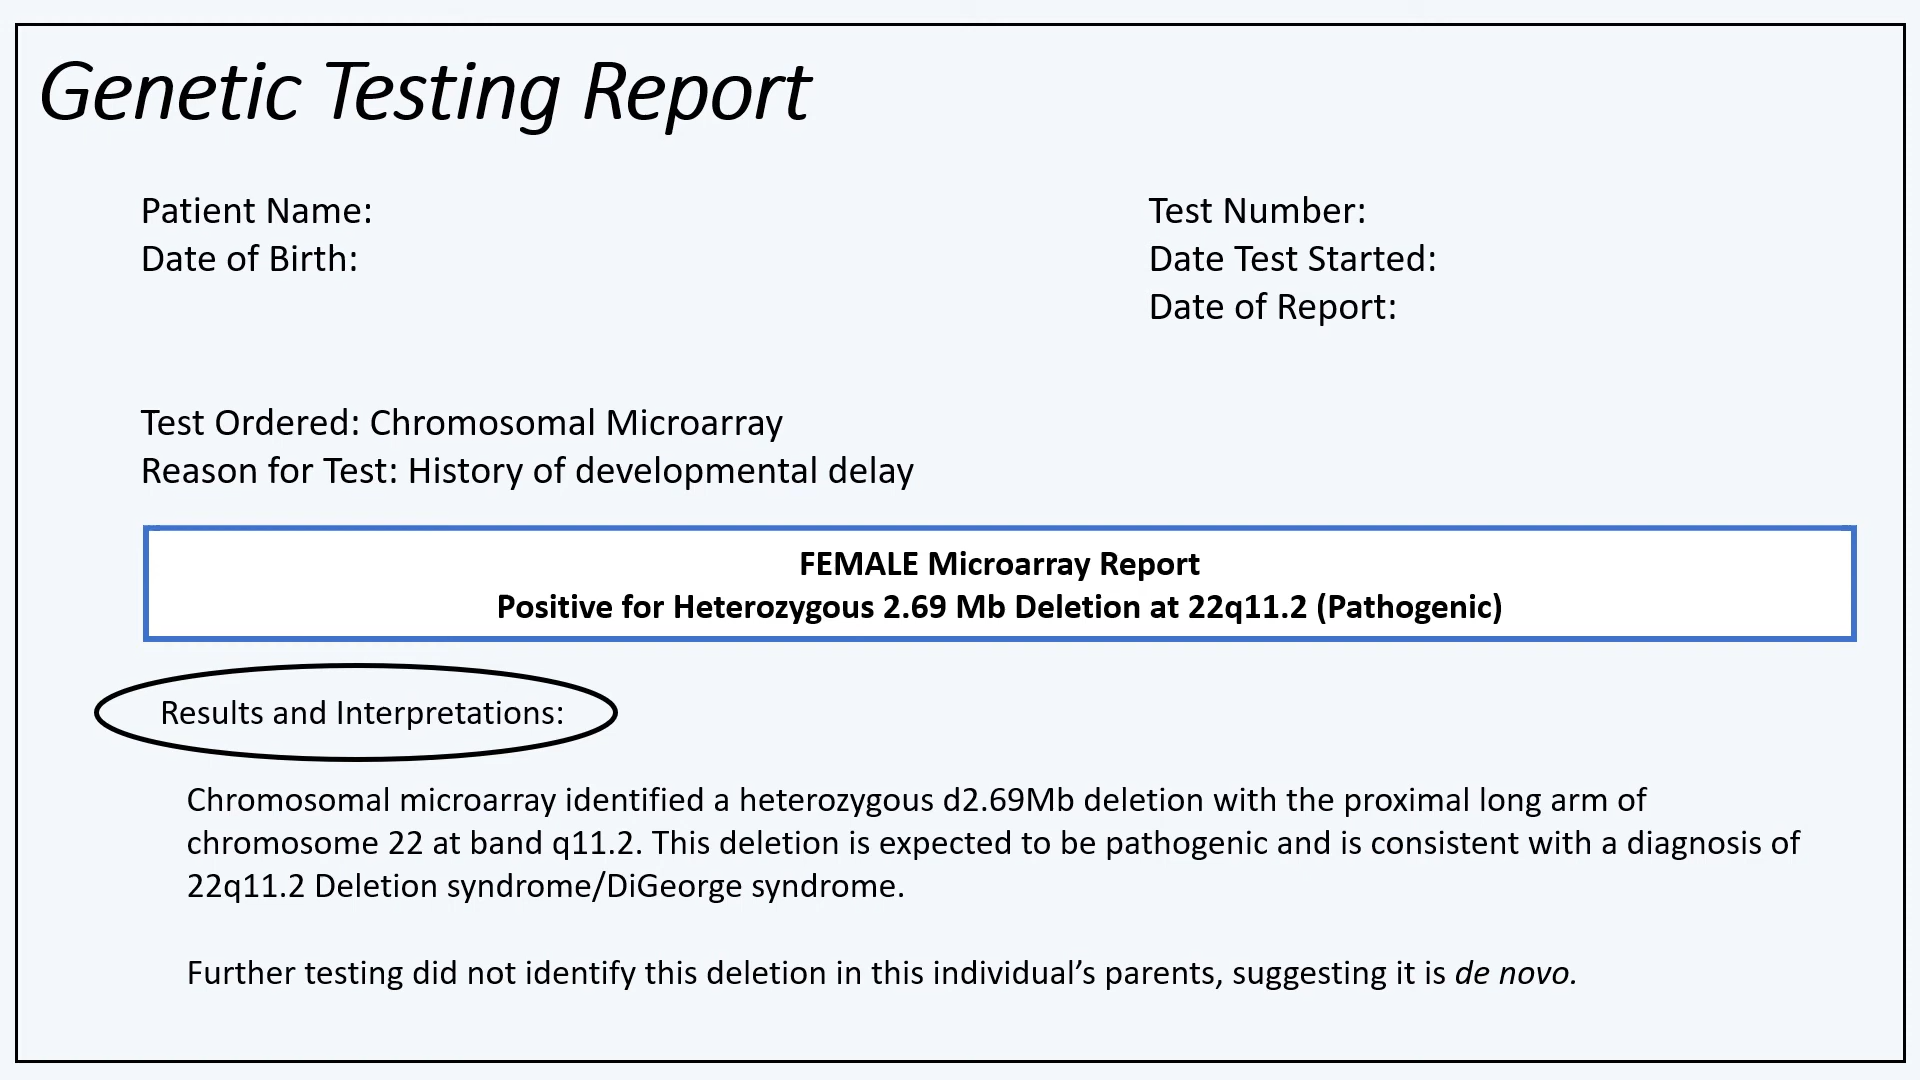 Genetic Testing Report
Patient Name:
Date of Birth:
Test Number:
Date Test Started:
Date of Report:
Test Ordered: Chromosomal Microarray
Reason for Test: History of developmental delay
FEMALE Microarray Report
Positive for Heterozygous 2.69 Mb Deletion at 22q11.2 (Pathogenic)
Results and Interpretations:
Chromosomal microarray identified a heterozygous d2.69Mb deletion with the proximal long arm of
chromosome 22 at band q11.2. This deletion is expected to be pathogenic and is consistent with a diagnosis of
22q11.2 Deletion syndrome/DiGeorge syndrome.
Further testing did not identify this deletion in this individual’s parents, suggesting it is de novo.